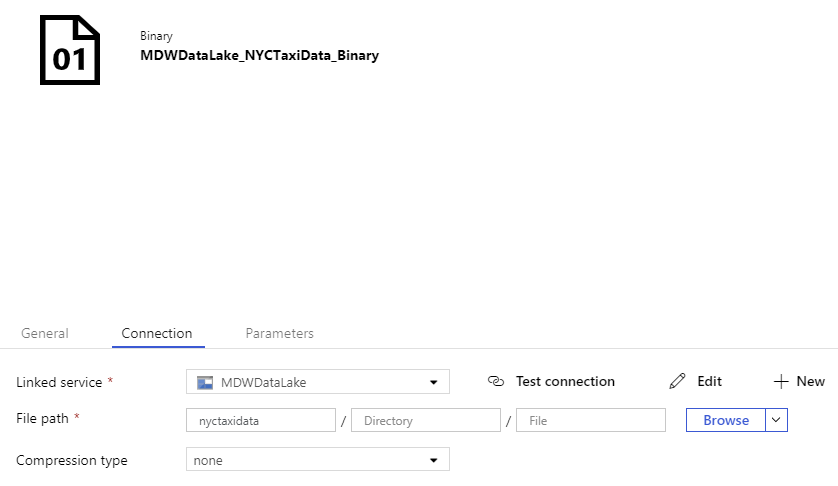 01
Binary
MDWDataLake_NYCTaxiData_Binary
General Connection Parameters
Linked service * MDWDataLake Test connection Edit New
File path * nyctaxidata / Directory / File Browse
Compression type none